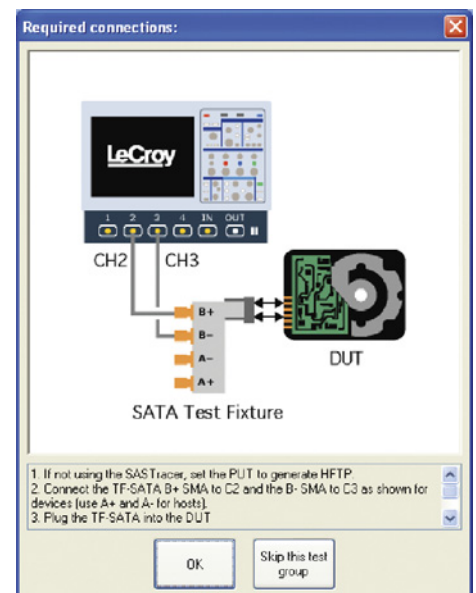 Required connections:
LeCroy
1 2 3 4 IN OUT
CH2 CH3
B+
B-
A-
A+
DUT
SATA Test Fixture
1. If not using the SASTracer, set the PUT to generate HFTP.
2. Connect the TF-SATA B+ SMA to C2 and the B- SMA to C3 as shown for
devices (use A+ and A- for hosts).
3. Plug the TF-SATA into the DUT
OK
Skip this test
group